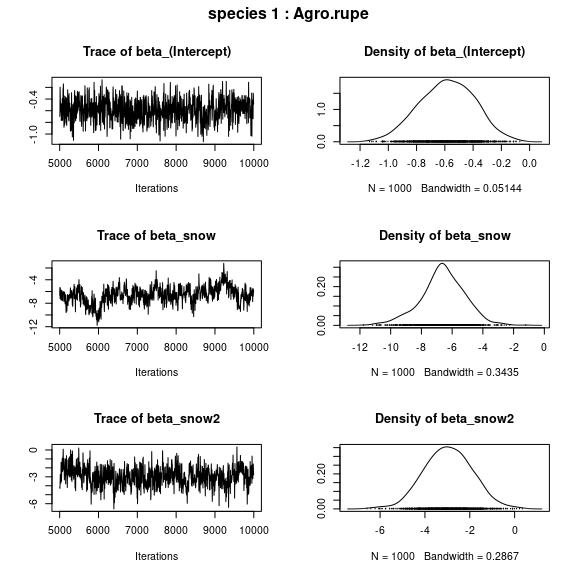 species 1 : Agro.rupe
Trace of beta_(Intercept)
-0.4
-1.0
5000 6000 7000 8000 9000 10000
Iterations
Density of beta_(Intercept)
1.0
0.0
-1.2 -1.0 -0.8 -0.6 -0.4 -0.2 0.0
N = 1000 Bandwidth = 0.05144
Trace of beta_snow
-4
-8
-12
5000 6000 7000 8000 9000 10000
Iterations
Density of beta_snow
0.20
0.00
-12 -10 -8 -6 -4 -2 0
N = 1000 Bandwidth = 0.3435
Trace of beta_snow2
0
-3
-6
5000 6000 7000 8000 9000 10000
Iterations
Density of beta_snow2
0.20
0.00
-6 -4 -2 0
N = 1000 Bandwidth = 0.2867